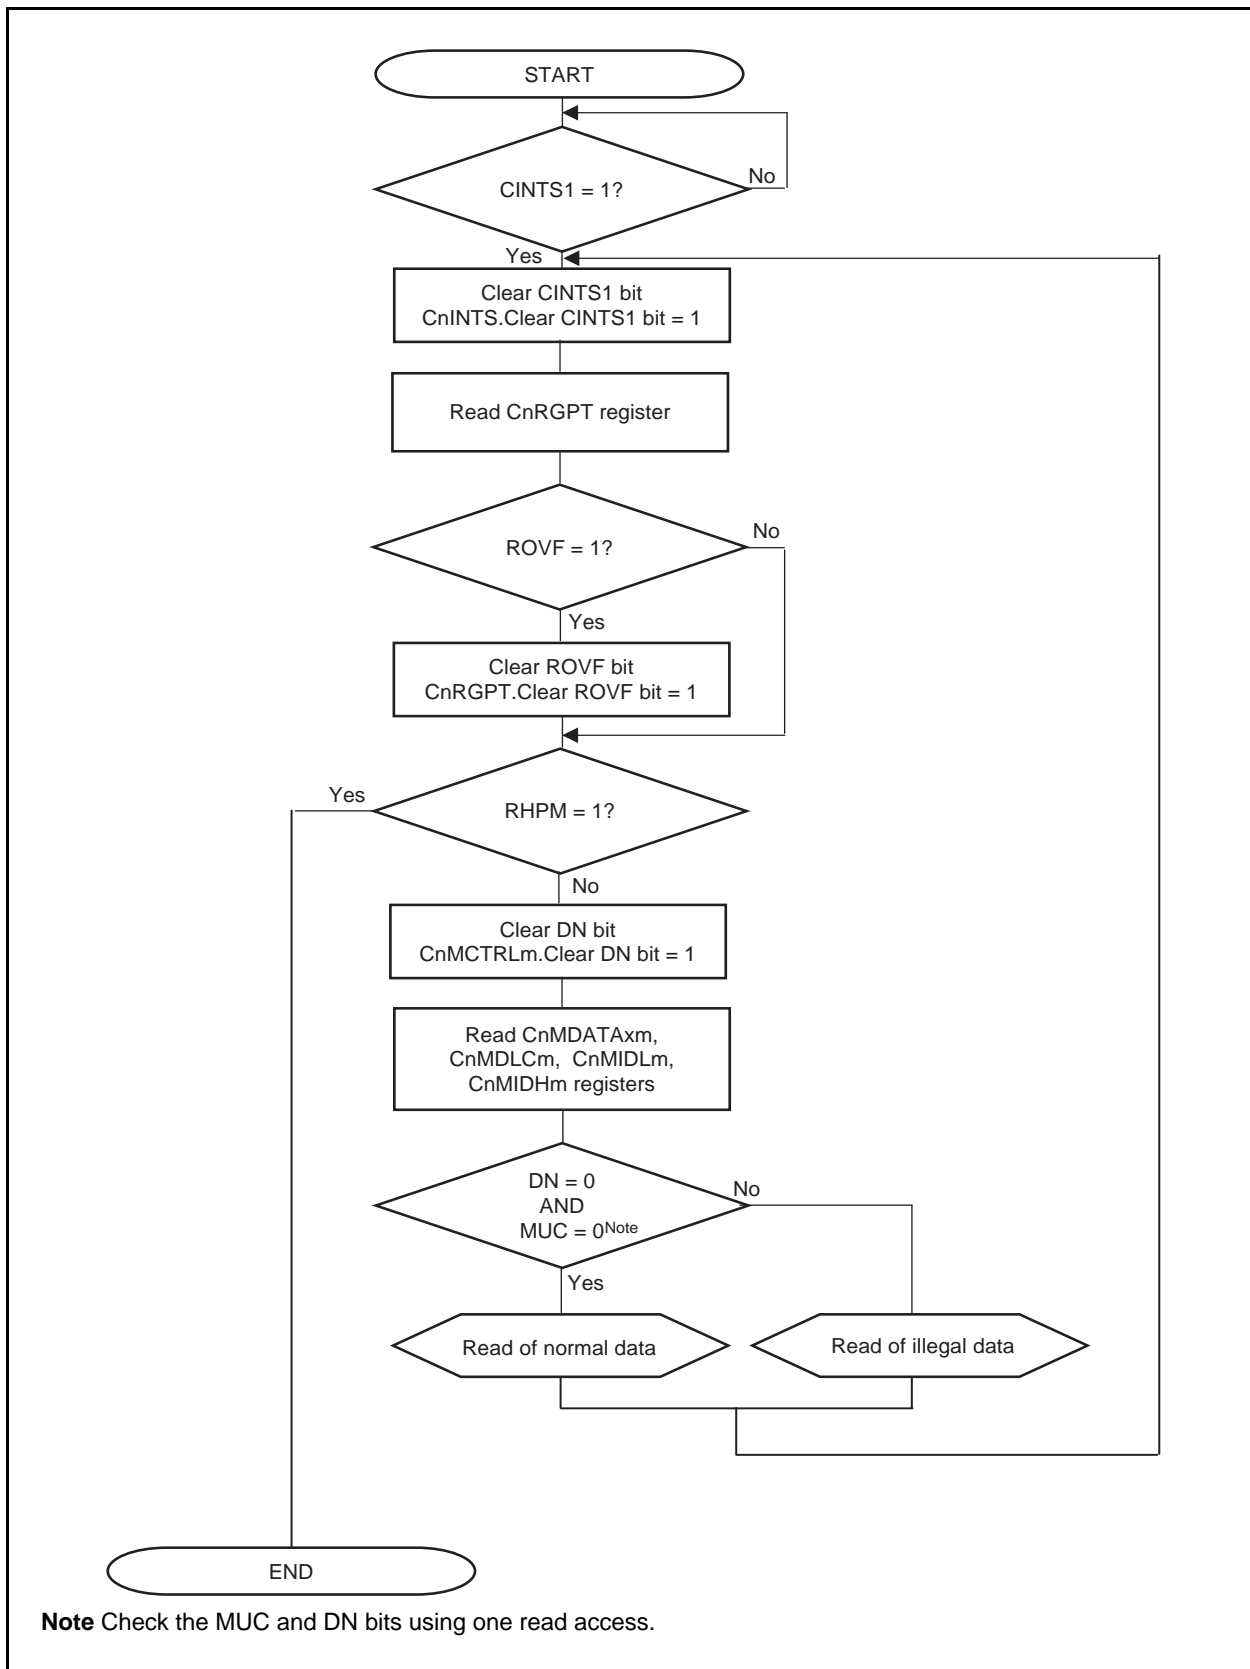 START
CINTS1 = 1?
No
Yes
Clear CINTS1 bit
CnINTS.Clear CINTS1 bit = 1
Read CnRGPT register
ROVF = 1?
No
Yes
Clear ROVF bit
CnRGPT.Clear ROVF bit = 1
Yes
RHPM = 1?
No
Clear DN bit
CnMCTRLm.Clear DN bit = 1
Read CnMDATAxm,
CnMDLCm, CnMIDLm,
CnMIDHm registers
DN = 0
AND
MUC = 0Note
No
Yes
Read of normal data
Read of illegal data
END
Note Check the MUC and DN bits using one read access.